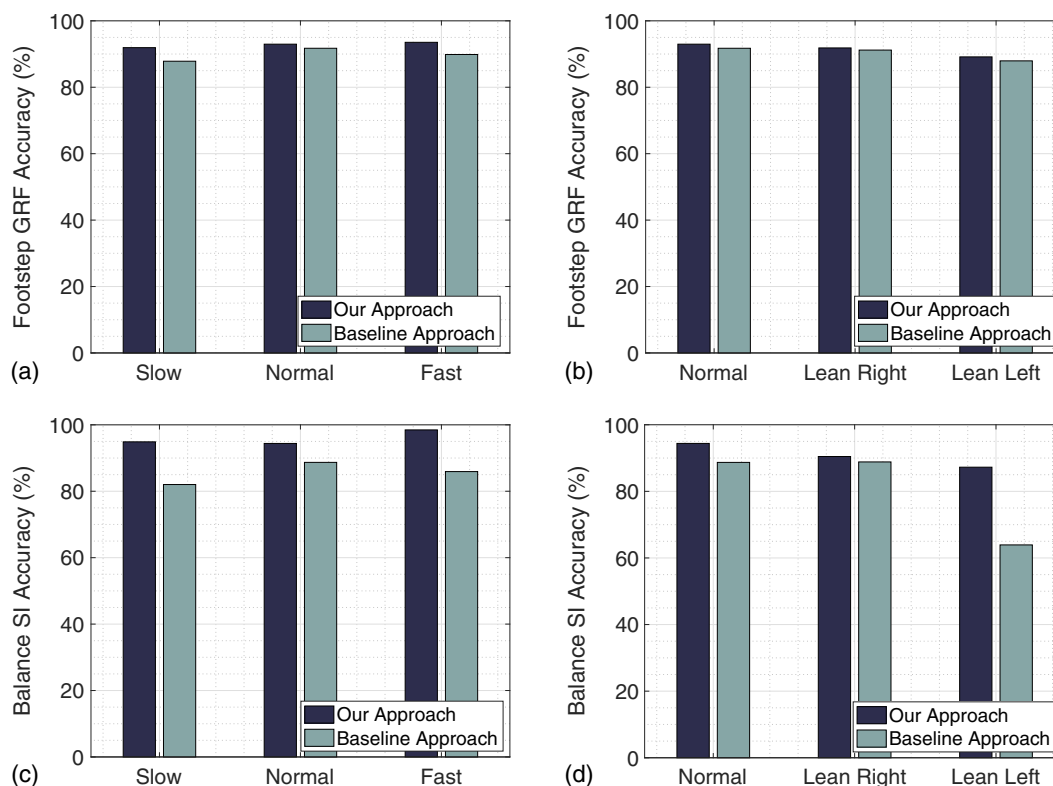 Footstep GRF Accuracy (%)
100
80
60
40
20
0
Our Approach
Baseline Approach
Slow Normal Fast
(a)
Footstep GRF Accuracy (%)
100
80
60
40
20
0
Our Approach
Baseline Approach
Normal Lean Right Lean Left
(b)
Balance SI Accuracy (%)
100
80
60
40
20
0
Our Approach
Baseline Approach
Slow Normal Fast
(c)
Balance SI Accuracy (%)
100
80
60
40
20
0
Our Approach
Baseline Approach
Normal Lean Right Lean Left
(d)